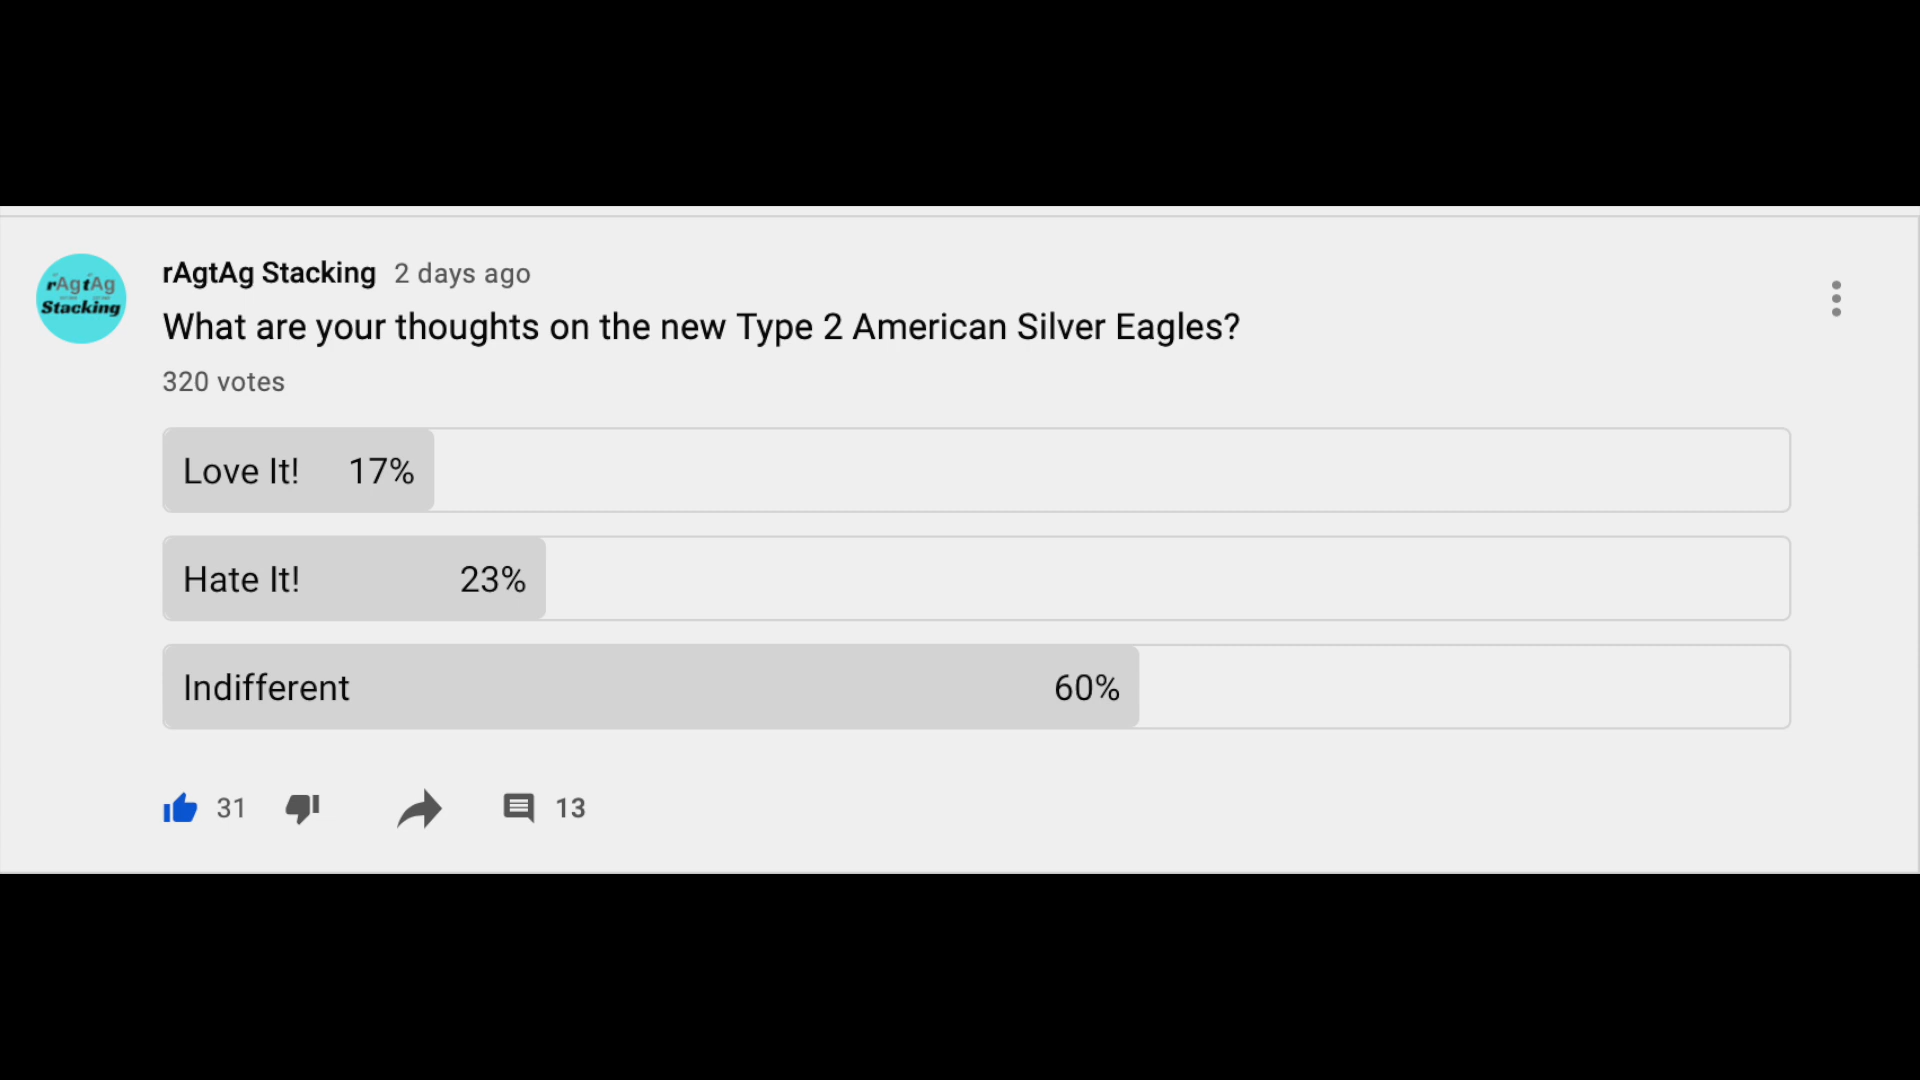 rAgtAg
Stacking
rAgtAg Stacking 2 days ago
What are your thoughts on the new Type 2 American Silver Eagles?
320 votes
Love It! 17%
Hate It! 23%
Indifferent 60%
31 13